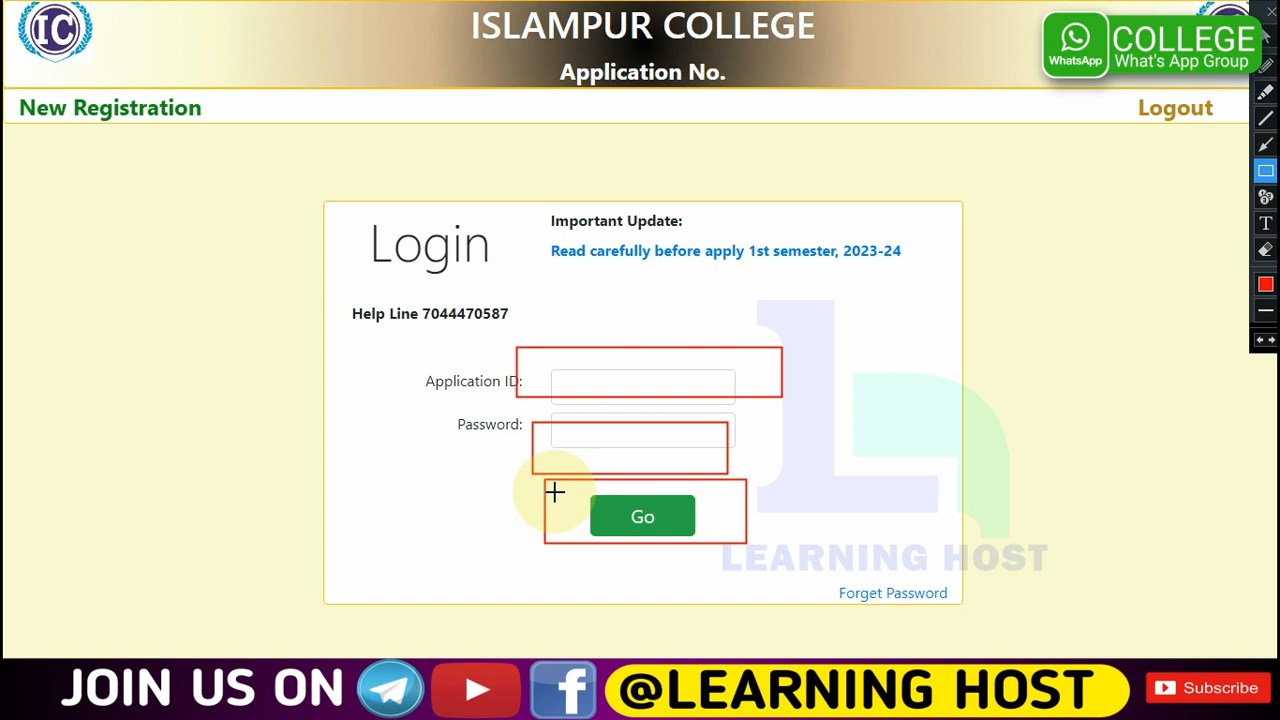 IC
ISLAMPUR COLLEGE
Application No.
WhatsApp
COLLEGE
What's App Group
New Registration
Logout
Login
Important Update:
Read carefully before apply 1st semester, 2023-24
Help Line 7044470587
Application ID:
Password:
Go
LEARNING HOST
Forget Password
JOIN US ON
@LEARNING HOST
Subscribe